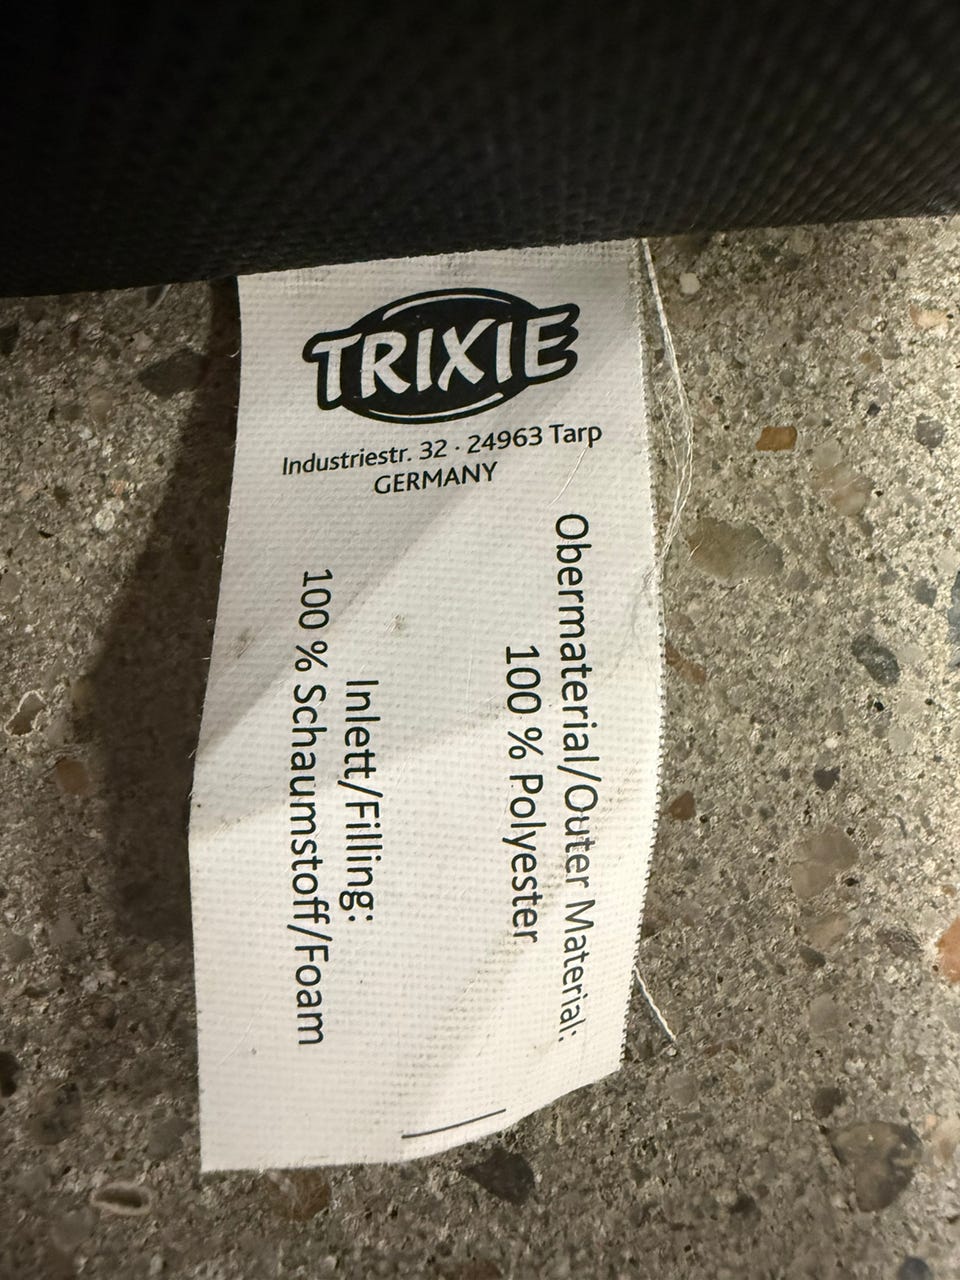 TRIXIE
Industriestr. 32 · 24963 Tarp
GERMANY
Obermaterial/Outer Material:
100 % Polyester
Inlett/Filling:
100 % Schaumstoff/Foam